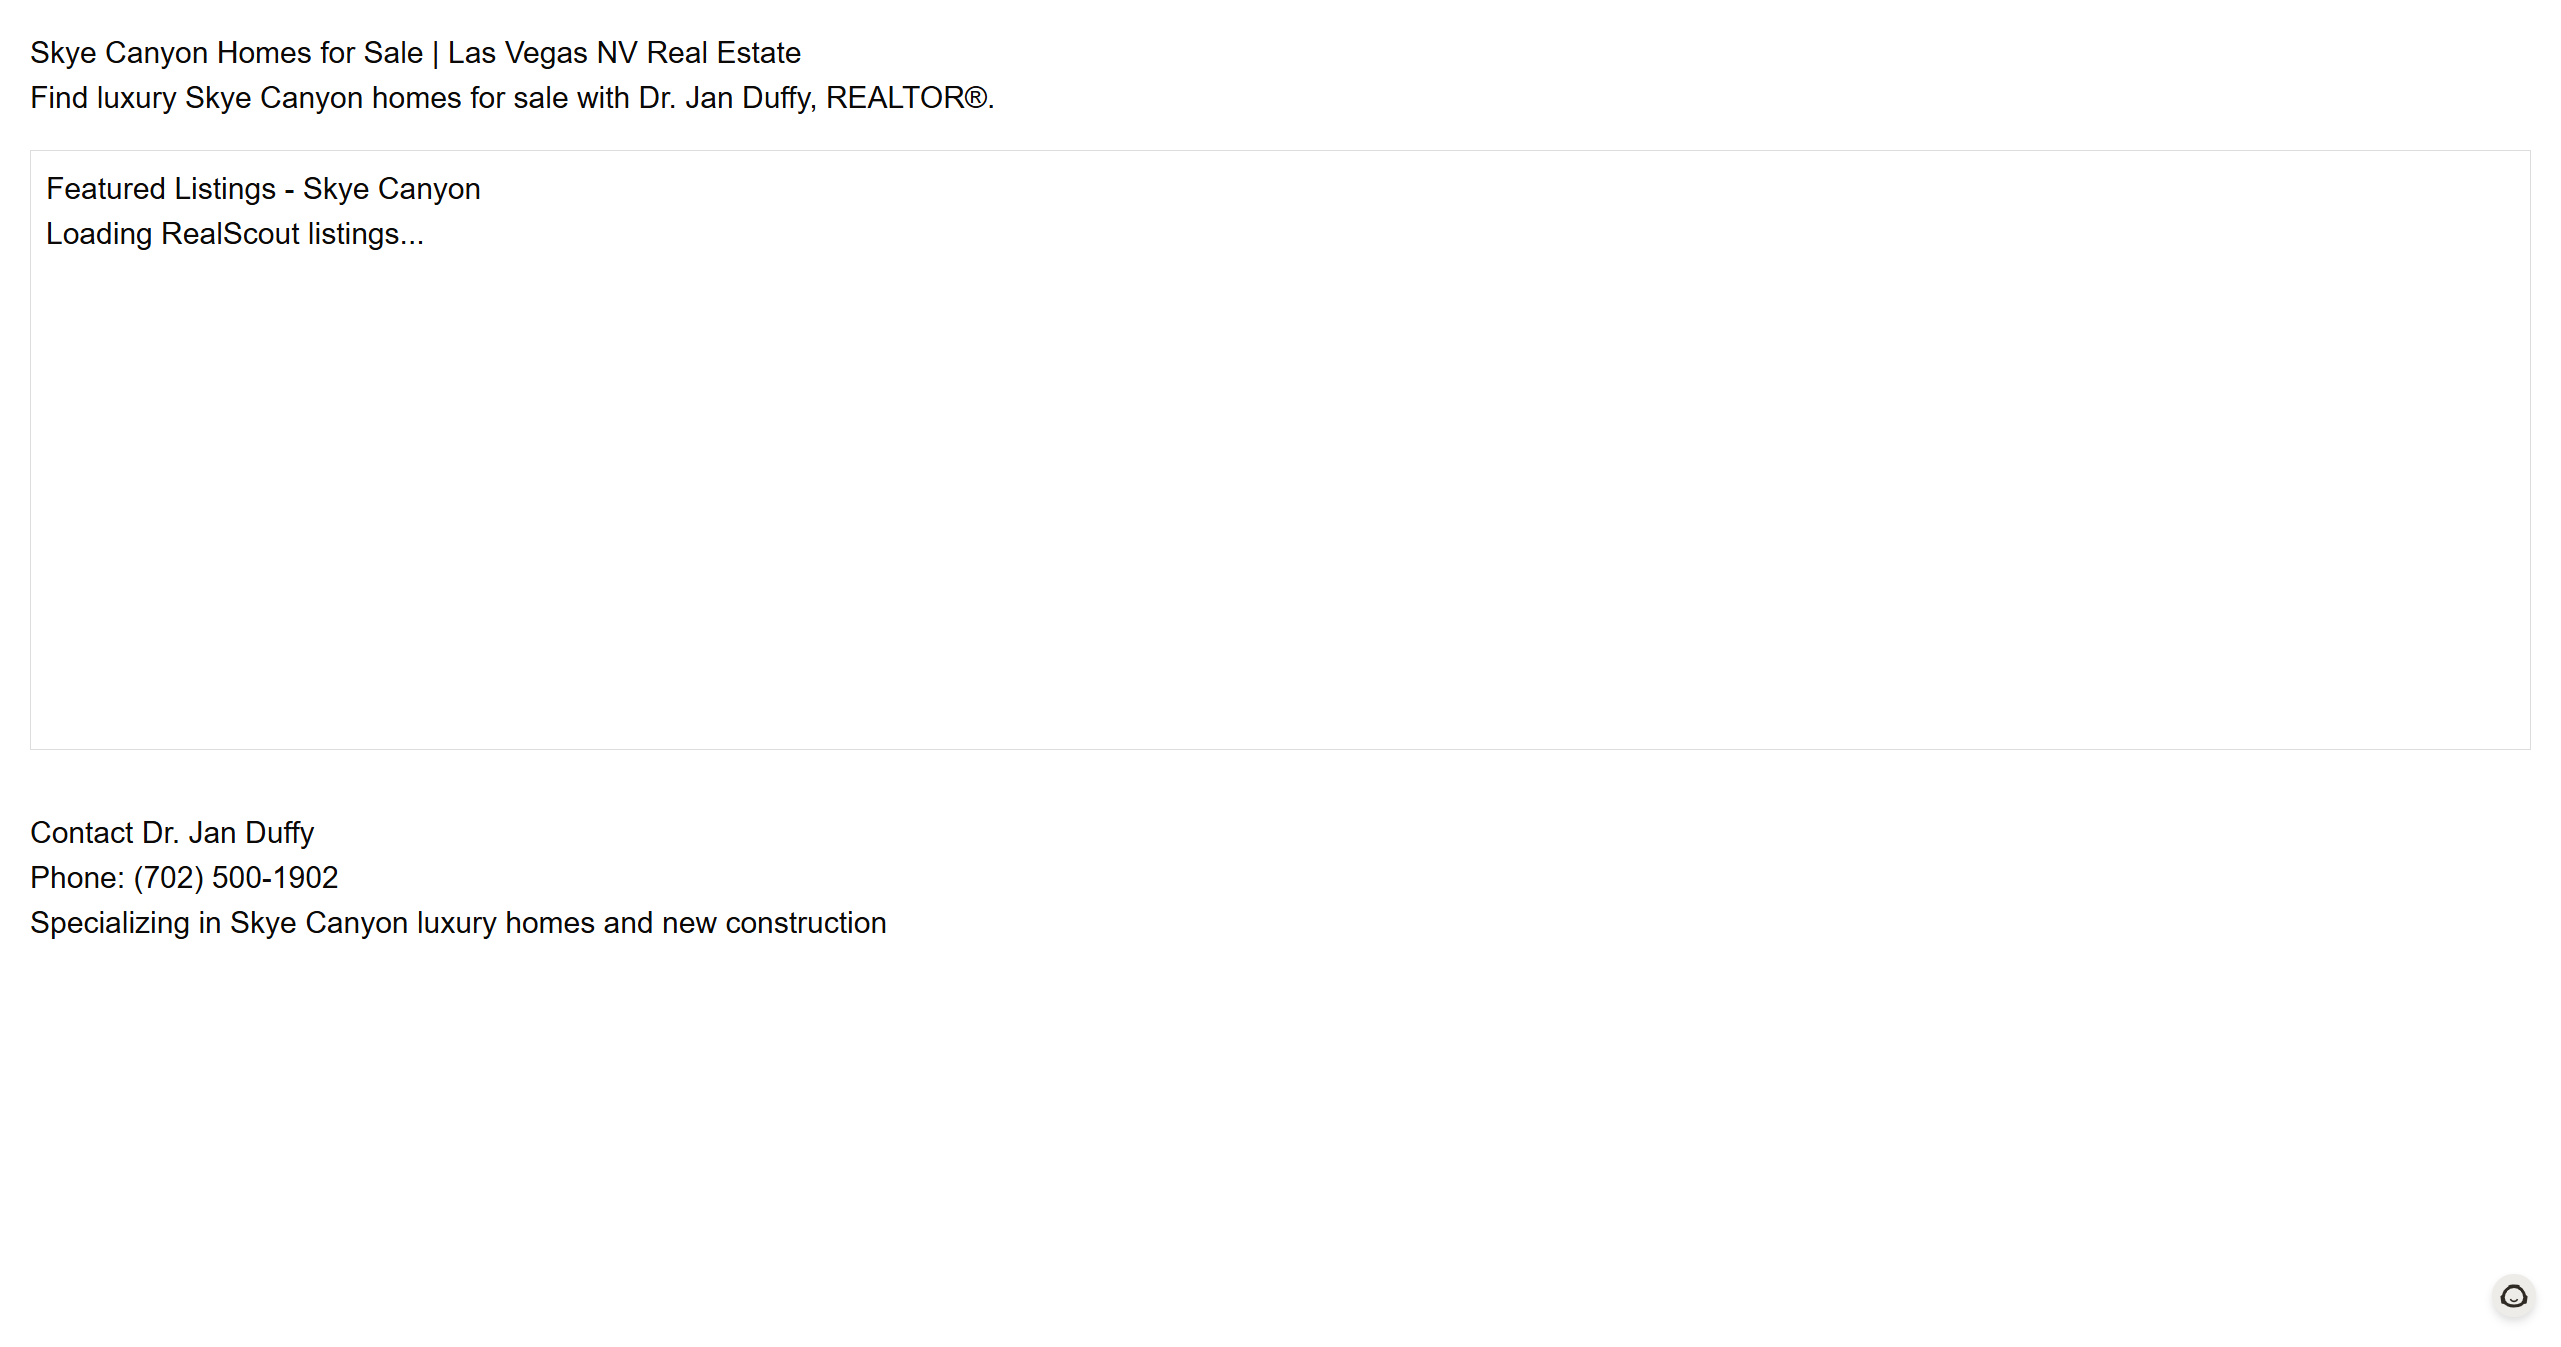 Skye Canyon Homes for Sale | Las Vegas NV Real Estate
Find luxury Skye Canyon homes for sale with Dr. Jan Duffy, REALTOR®.
Featured Listings - Skye Canyon
Loading RealScout listings...
Contact Dr. Jan Duffy
Phone: (702) 500-1902
Specializing in Skye Canyon luxury homes and new construction